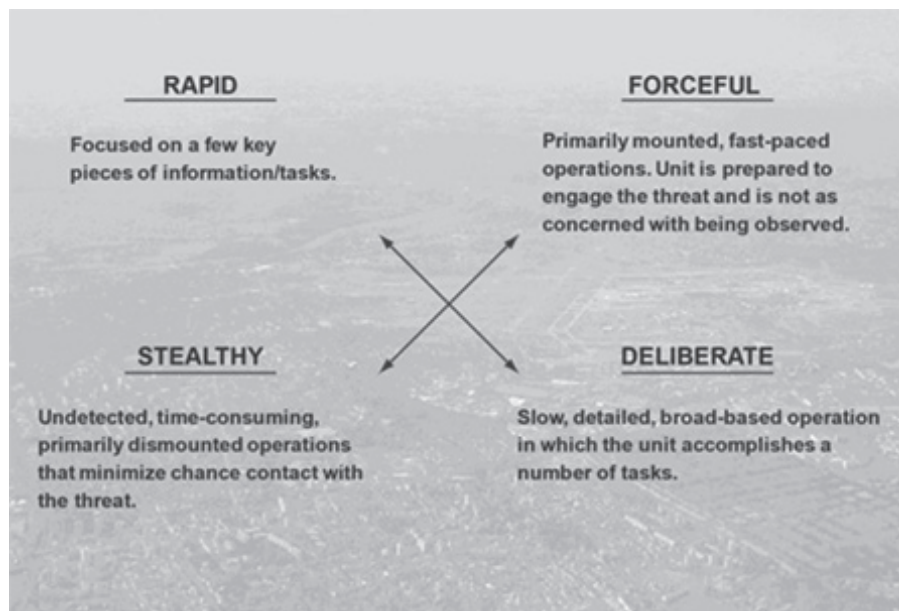 RAPID
Focused on a few key
pieces of information/tasks.
FORCEFUL
Primarily mounted, fast-paced
operations. Unit is prepared to
engage the threat and is not as
concerned with being observed.
STEALTHY
Undetected, time-consuming,
primarily dismounted operations
that minimize chance contact with
the threat.
DELIBERATE
Slow, detailed, broad-based operation
in which the unit accomplishes a
number of tasks.